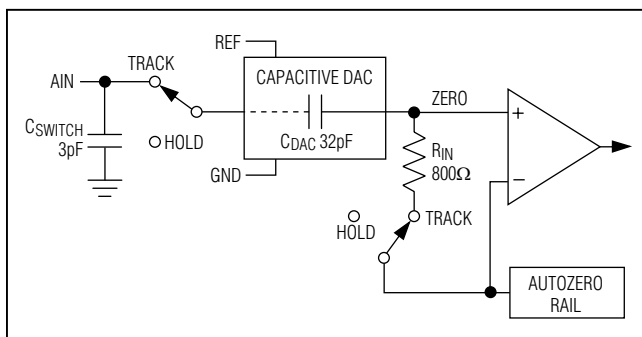 REF
TRACK
CAPACITIVE DAC
AIN
ZERO
CSWITCH
3pF
HOLD
CDAC 32pF
+
RIN
800Ω
GND
−
HOLD
TRACK
AUTOZERO
RAIL